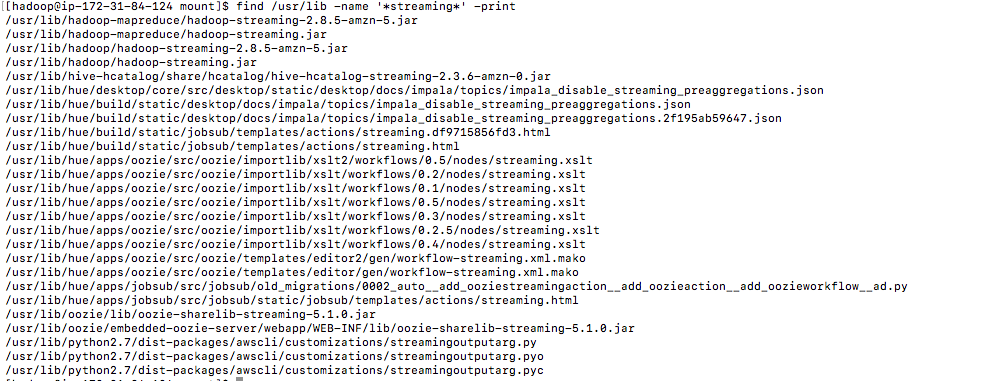 [[hadoop@ip-172-31-84-124 mount]$ find /usr/lib -name '*streaming*' -print
/usr/lib/hadoop-mapreduce/hadoop-streaming-2.8.5-amzn-5.jar
/usr/lib/hadoop-mapreduce/hadoop-streaming.jar
/usr/lib/hadoop/hadoop-streaming-2.8.5-amzn-5.jar
/usr/lib/hadoop/hadoop-streaming.jar
/usr/lib/hive-hcatalog/share/hcatalog/hive-hcatalog-streaming-2.3.6-amzn-0.jar
/usr/lib/hue/desktop/core/src/desktop/static/desktop/docs/impala/topics/impala_disable_streaming_preaggregations.json
/usr/lib/hue/build/static/desktop/docs/impala/topics/impala_disable_streaming_preaggregations.json
/usr/lib/hue/build/static/desktop/docs/impala/topics/impala_disable_streaming_preaggregations.2f195ab59647.json
/usr/lib/hue/build/static/jobsub/templates/actions/streaming.df9715856fd3.html
/usr/lib/hue/build/static/jobsub/templates/actions/streaming.html
/usr/lib/hue/apps/oozie/src/oozie/importlib/xslt2/workflows/0.5/nodes/streaming.xslt
/usr/lib/hue/apps/oozie/src/oozie/importlib/xslt/workflows/0.2/nodes/streaming.xslt
/usr/lib/hue/apps/oozie/src/oozie/importlib/xslt/workflows/0.1/nodes/streaming.xslt
/usr/lib/hue/apps/oozie/src/oozie/importlib/xslt/workflows/0.5/nodes/streaming.xslt
/usr/lib/hue/apps/oozie/src/oozie/importlib/xslt/workflows/0.3/nodes/streaming.xslt
/usr/lib/hue/apps/oozie/src/oozie/importlib/xslt/workflows/0.2.5/nodes/streaming.xslt
/usr/lib/hue/apps/oozie/src/oozie/importlib/xslt/workflows/0.4/nodes/streaming.xslt
/usr/lib/hue/apps/oozie/src/oozie/templates/editor2/gen/workflow-streaming.xml.mako
/usr/lib/hue/apps/oozie/src/oozie/templates/editor/gen/workflow-streaming.xml.mako
/usr/lib/hue/apps/jobsub/src/jobsub/old_migrations/0002_auto__add_ooziestreamingaction__add_oozieaction__add_oozieworkflow__ad.py
/usr/lib/hue/apps/jobsub/src/jobsub/static/jobsub/templates/actions/streaming.html
/usr/lib/oozie/lib/oozie-sharelib-streaming-5.1.0.jar
/usr/lib/oozie/embedded-oozie-server/webapp/WEB-INF/lib/oozie-sharelib-streaming-5.1.0.jar
/usr/lib/python2.7/dist-packages/awscli/customizations/streamingoutputarg.py
/usr/lib/python2.7/dist-packages/awscli/customizations/streamingoutputarg.pyo
/usr/lib/python2.7/dist-packages/awscli/customizations/streamingoutputarg.pyc